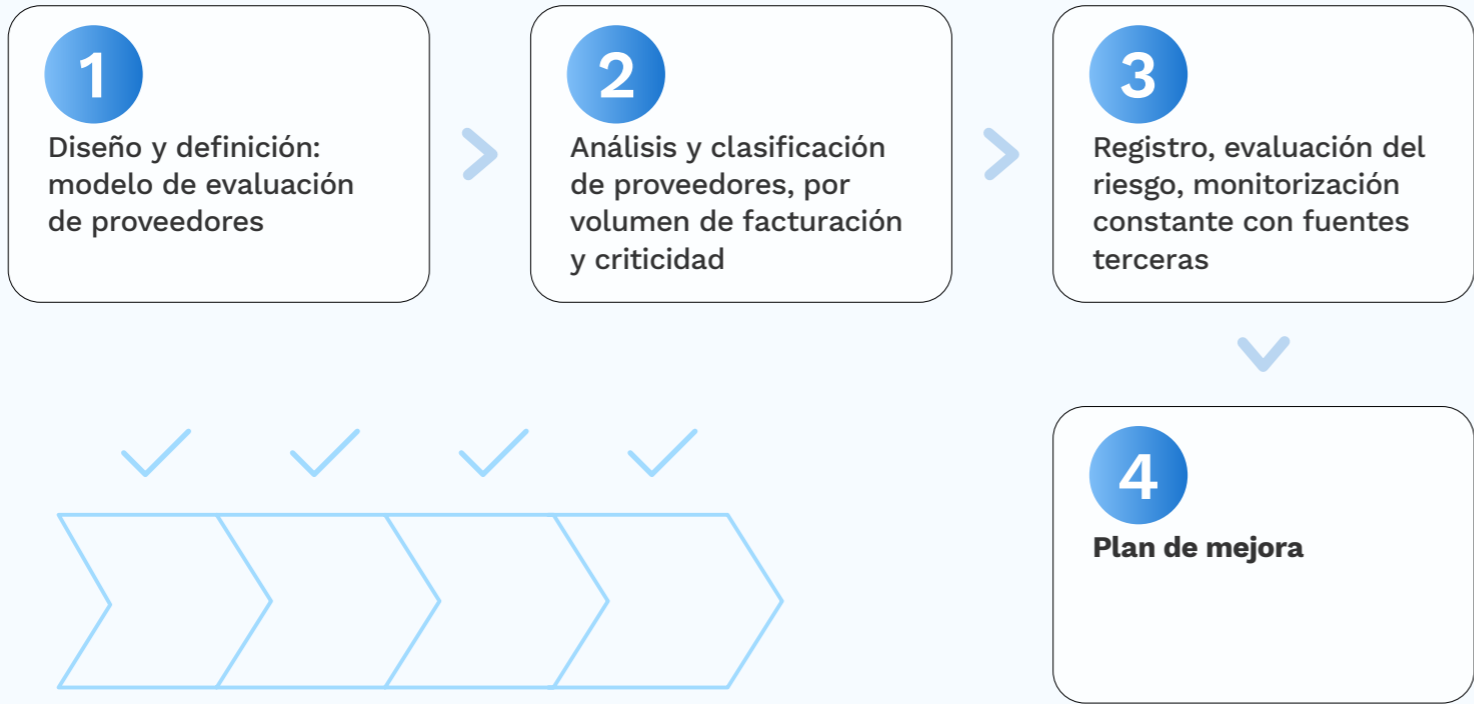 1
Diseño y definición:
modelo de evaluación
de proveedores
2
Análisis y clasificación
de proveedores, por
volumen de facturación
y criticidad
3
Registro, evaluación del
riesgo, monitorización
constante con fuentes
terceras
4
Plan de mejora